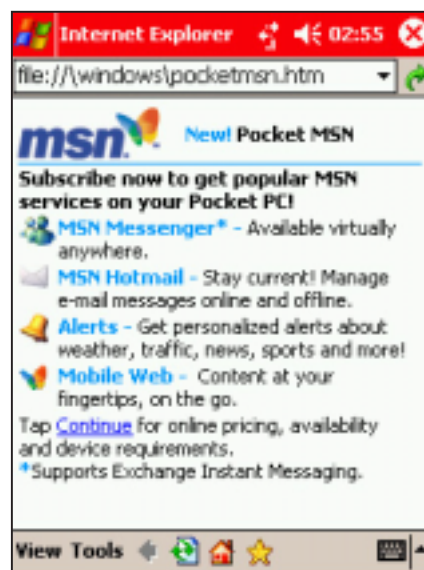 Internet Explorer 02:55
file://\windows\pocketmsn.htm
msn New! Pocket MSN
Subscribe now to get popular MSN
services on your Pocket PC!
MSN Messenger* - Available virtually
anywhere.
MSN Hotmail - Stay current! Manage
e-mail messages online and offline.
Alerts - Get personalized alerts about
weather, traffic, news, sports and more!
Mobile Web - Content at your
fingertips, on the go.
Tap Continue for online pricing, availability
and device requirements.
*Supports Exchange Instant Messaging.
View Tools